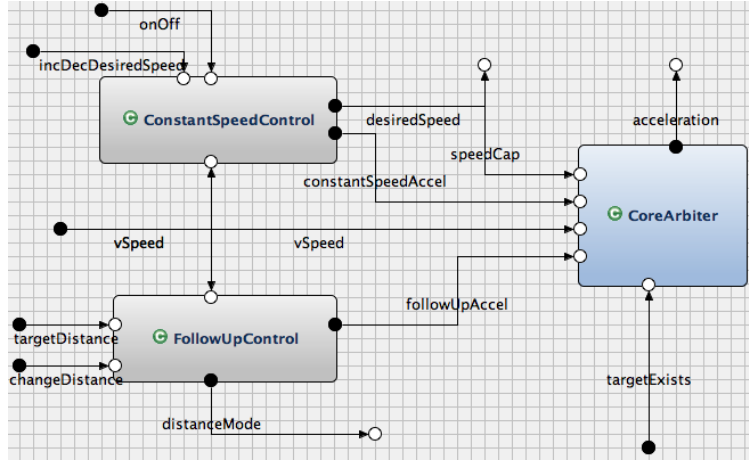 onOff
incDecDesiredSpeed
C ConstantSpeedControl
desiredSpeed
acceleration
speedCap
constantSpeedAccel
C CoreArbiter
vSpeed
vSpeed
followUpAccel
targetDistance
C FollowUpControl
changeDistance
targetExists
distanceMode